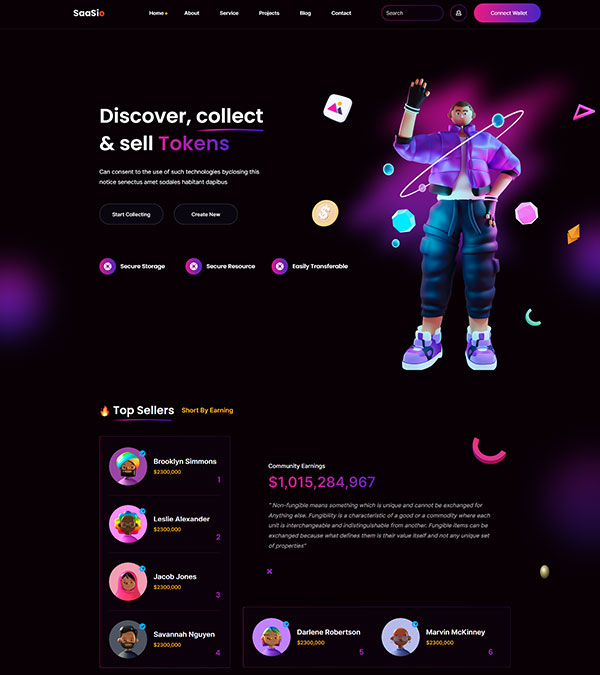 SaaSio
Home
About
Service
Projects
Blog
Contact
Search
Connect Wallet
Discover, collect
& sell Tokens
Can consent to the use of such technologies byclosing this
notice senectus amet sodales habitant dapibus
Start Collecting
Create New
Secure Storage
Secure Resource
Easily Transferable
Top Sellers
Short By Earning
Brooklyn Simmons
$2300,000
1
Leslie Alexander
$2300,000
2
Jacob Jones
$2300,000
3
Savannah Nguyen
$2300,000
4
Community Earnings
$1,015,284,967
" Non-fungible means something which is unique and cannot be exchanged for
Anything else. Fungibility is a characteristic of a good or a commodity where each
unit is interchangeable and indistinguishable from another. Fungible items can be
exchanged because what defines them is their value itself and not any unique set
of properties"
Darlene Robertson
$2300,000
5
Marvin McKinney
$2300,000
6